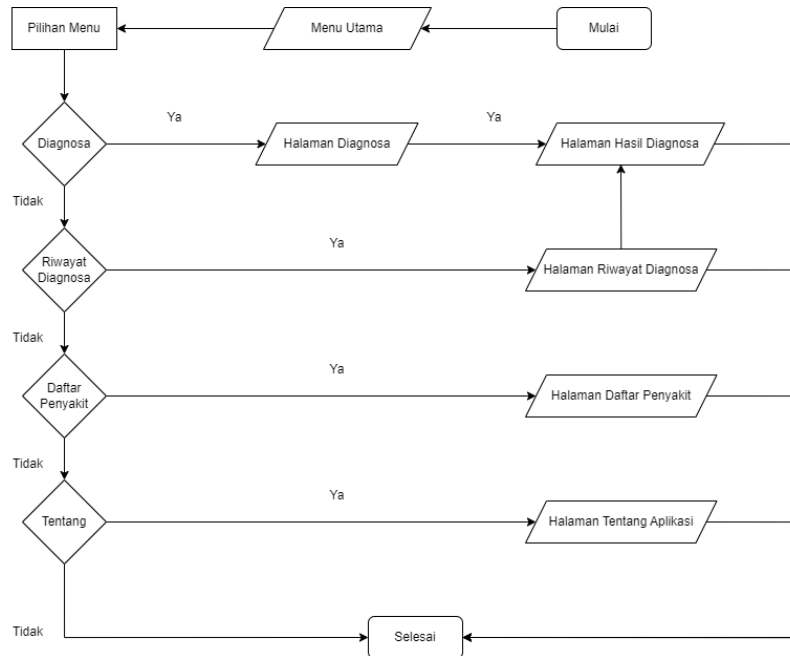 Pilihan Menu
Menu Utama
Mulai
Ya
Ya
Diagnosa
Halaman Diagnosa
Halaman Hasil Diagnosa
Tidak
Ya
Riwayat
Diagnosa
Halaman Riwayat Diagnosa
Tidak
Ya
Daftar
Penyakit
Halaman Daftar Penyakit
Tidak
Ya
Tentang
Halaman Tentang Aplikasi
Tidak
Selesai